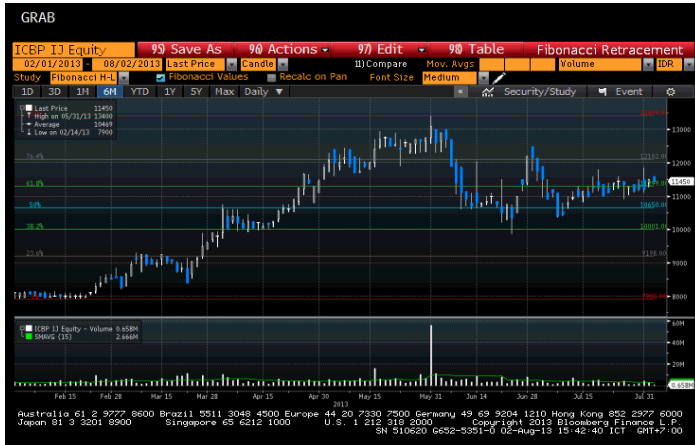 GRAB
ICBP IJ Equity 95) Save As 96) Actions 97) Edit 98) Table Fibonacci Retracement
02/01/2013 - 08/02/2013 Last Price Candle 11) Compare Mov. Avgs Volume IDR
Study Fibonacci H-L Fibonacci Values Recalc on Pan Font Size Medium
1D 3D 1M 6M YTD 1Y 5Y Max Daily ▼ « Security/Study Event
Last Price 11450
High on 05/31/13 13400
Average 10469
Low on 02/14/13 7900
13000
76.4% 12102.00
12000
61.8%
11450
11000
50% 10650.00
38.2% 10001.00
10000
23.6% 9198.00
9000
8000
ICBP IJ Equity - Volume 0.658M
SMAVG (15) 2.666M
60M
40M
20M
0.658M
Feb 15 Feb 28 Mar 15 Mar 28 Apr 15 Apr 30 May 15 May 31 Jun 14 Jun 28 Jul 15 Jul 31
2013
Australia 61 2 9777 8600 Brazil 5511 3048 4500 Europe 44 20 7330 7500 Germany 49 69 9204 1210 Hong Kong 852 2977 6000
Japan 81 3 3201 8900 Singapore 65 6212 1000 U.S. 1 212 318 2000 Copyright 2013 Bloomberg Finance L.P.
SN 510620 G652-5351-0 02-Aug-13 15:42:40 ICT GMT+7:00